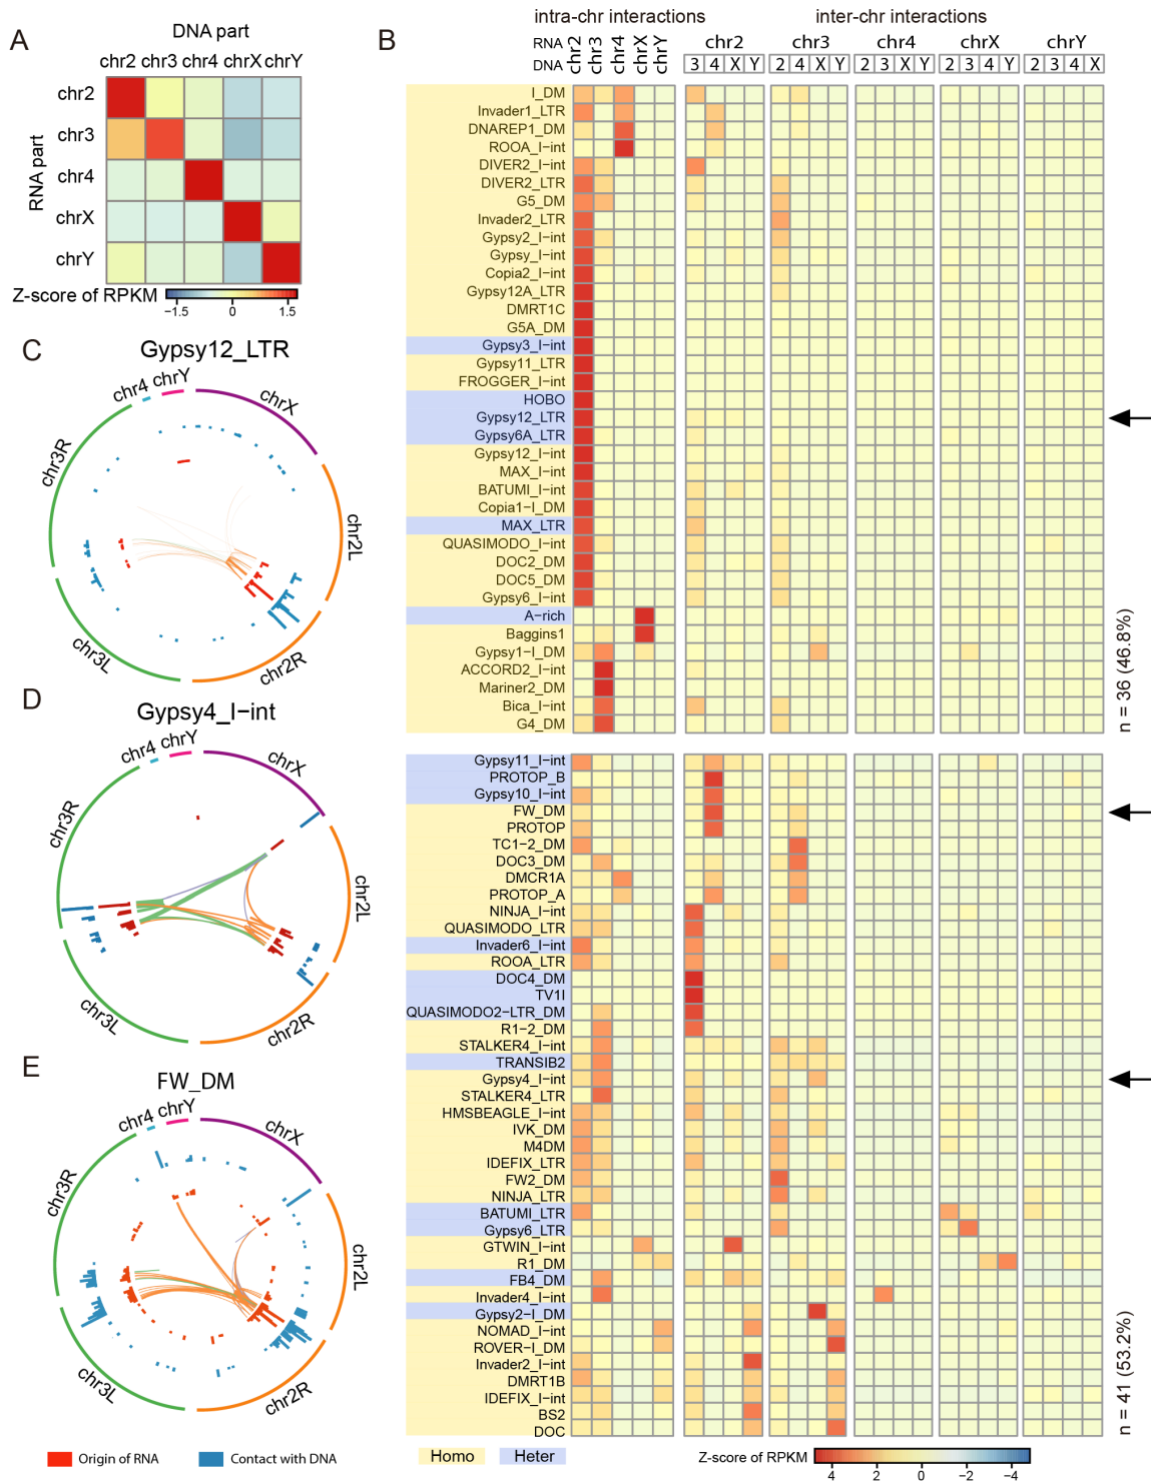 A
DNA part
chr2 chr3 chr4 chrX chrY
RNA part
chr2
chr3
chr4
chrX
chrY
Z-score of RPKM
−1.5 0 1.5
B
intra-chr interactions
inter-chr interactions
RNA
DNA
chr2 chr3 chr4 chrX chrY
chr2 chr3 chr4 chrX chrY
3 4 X Y 2 4 X Y 2 3 X Y 2 3 4 Y 2 3 4 X
I_DM
Invader1_LTR
DNAREP1_DM
ROOA_I−int
DIVER2_I−int
DIVER2_LTR
G5_DM
Invader2_LTR
Gypsy2_I−int
Gypsy_I−int
Copia2_I−int
Gypsy12A_LTR
DMRT1C
G5A_DM
Gypsy3_I−int
Gypsy11_LTR
FROGGER_I−int
HOBO
Gypsy12_LTR
Gypsy6A_LTR
Gypsy12_I−int
MAX_I−int
BATUMI_I−int
Copia1−I_DM
MAX_LTR
QUASIMODO_I−int
DOC2_DM
DOC5_DM
Gypsy6_I−int
A−rich
Baggins1
Gypsy1−I_DM
ACCORD2_I−int
Mariner2_DM
Bica_I−int
G4_DM
n = 36 (46.8%)
Gypsy11_I−int
PROTOP_B
Gypsy10_I−int
FW_DM
PROTOP
TC1−2_DM
DOC3_DM
DMCR1A
PROTOP_A
NINJA_I−int
QUASIMODO_LTR
Invader6_I−int
ROOA_LTR
DOC4_DM
TV1I
QUASIMODO2−LTR_DM
R1−2_DM
STALKER4_I−int
TRANSIB2
Gypsy4_I−int
STALKER4_LTR
HMSBEAGLE_I−int
IVK_DM
M4DM
IDEFIX_LTR
FW2_DM
NINJA_LTR
BATUMI_LTR
Gypsy6_LTR
GTWIN_I−int
R1_DM
FB4_DM
Invader4_I−int
Gypsy2−I_DM
NOMAD_I−int
ROVER−I_DM
Invader2_I−int
DMRT1B
IDEFIX_I−int
BS2
DOC
n = 41 (53.2%)
Homo
Heter
Z-score of RPKM
4 2 0 −2 −4
C
Gypsy12_LTR
chr4 chrY
chrX
chr3R
chr2L
chr3L
chr2R
D
Gypsy4_I−int
chr4 chrY
chrX
chr3R
chr2L
chr3L
chr2R
E
FW_DM
chr4 chrY
chrX
chr3R
chr2L
chr3L
chr2R
Origin of RNA
Contact with DNA